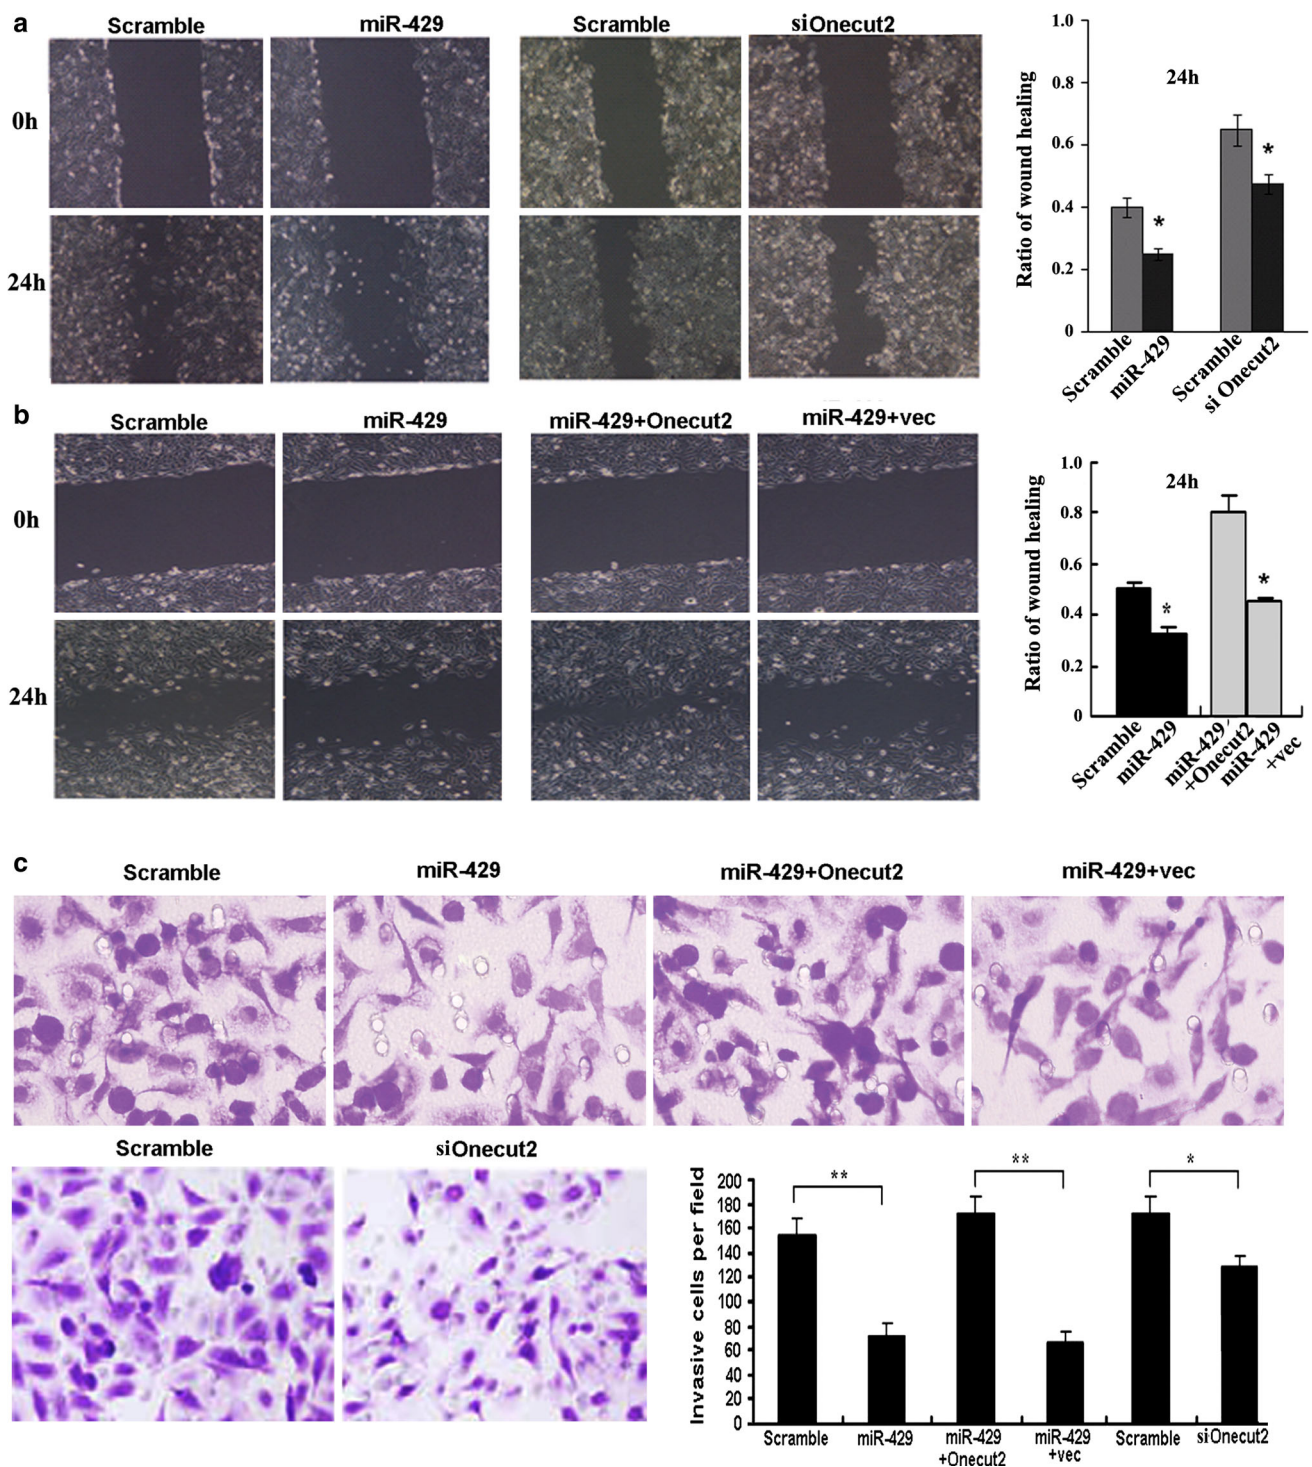 a
Scramble
miR-429
Scramble
siOnecut2
0h
24h
1.0
0.8
0.6
0.4
0.2
0
Ratio of wound healing
24h
*
*
Scramble
miR-429
Scramble
si Onecut2
b
Scramble
miR-429
miR-429+Onecut2
miR-429+vec
0h
24h
1.0
0.8
0.6
0.4
0.2
0
Ratio of wound healing
24h
*
*
Scramble
miR-429
miR-429
+Onecut2
miR-429
+vec
c
Scramble
miR-429
miR-429+Onecut2
miR-429+vec
Scramble
siOnecut2
Invasive cells per field
200
180
160
140
120
100
80
60
40
20
0
**
**
*
Scramble
miR-429
miR-429
+Onecut2
miR-429
+vec
Scramble
siOnecut2